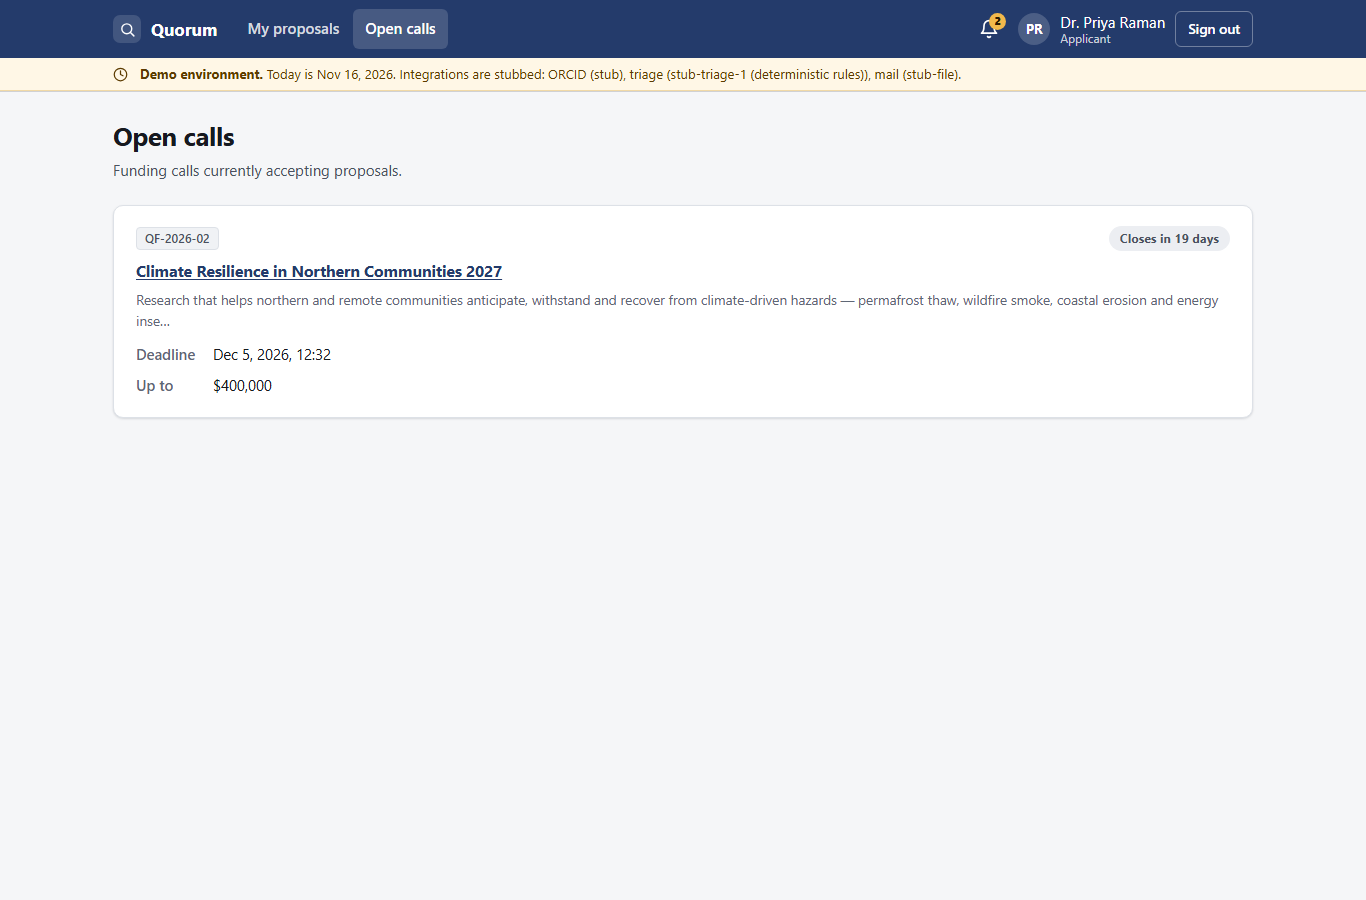 Quorum My proposals Open calls 2 PR Dr. Priya Raman Sign out
Applicant
Demo environment. Today is Nov 16, 2026. Integrations are stubbed: ORCID (stub), triage (stub-triage-1 (deterministic rules)), mail (stub-file).
Open calls
Funding calls currently accepting proposals.
QF-2026-02 Closes in 19 days
Climate Resilience in Northern Communities 2027
Research that helps northern and remote communities anticipate, withstand and recover from climate-driven hazards — permafrost thaw, wildfire smoke, coastal erosion and energy
inse...
Deadline Dec 5, 2026, 12:32
Up to $400,000